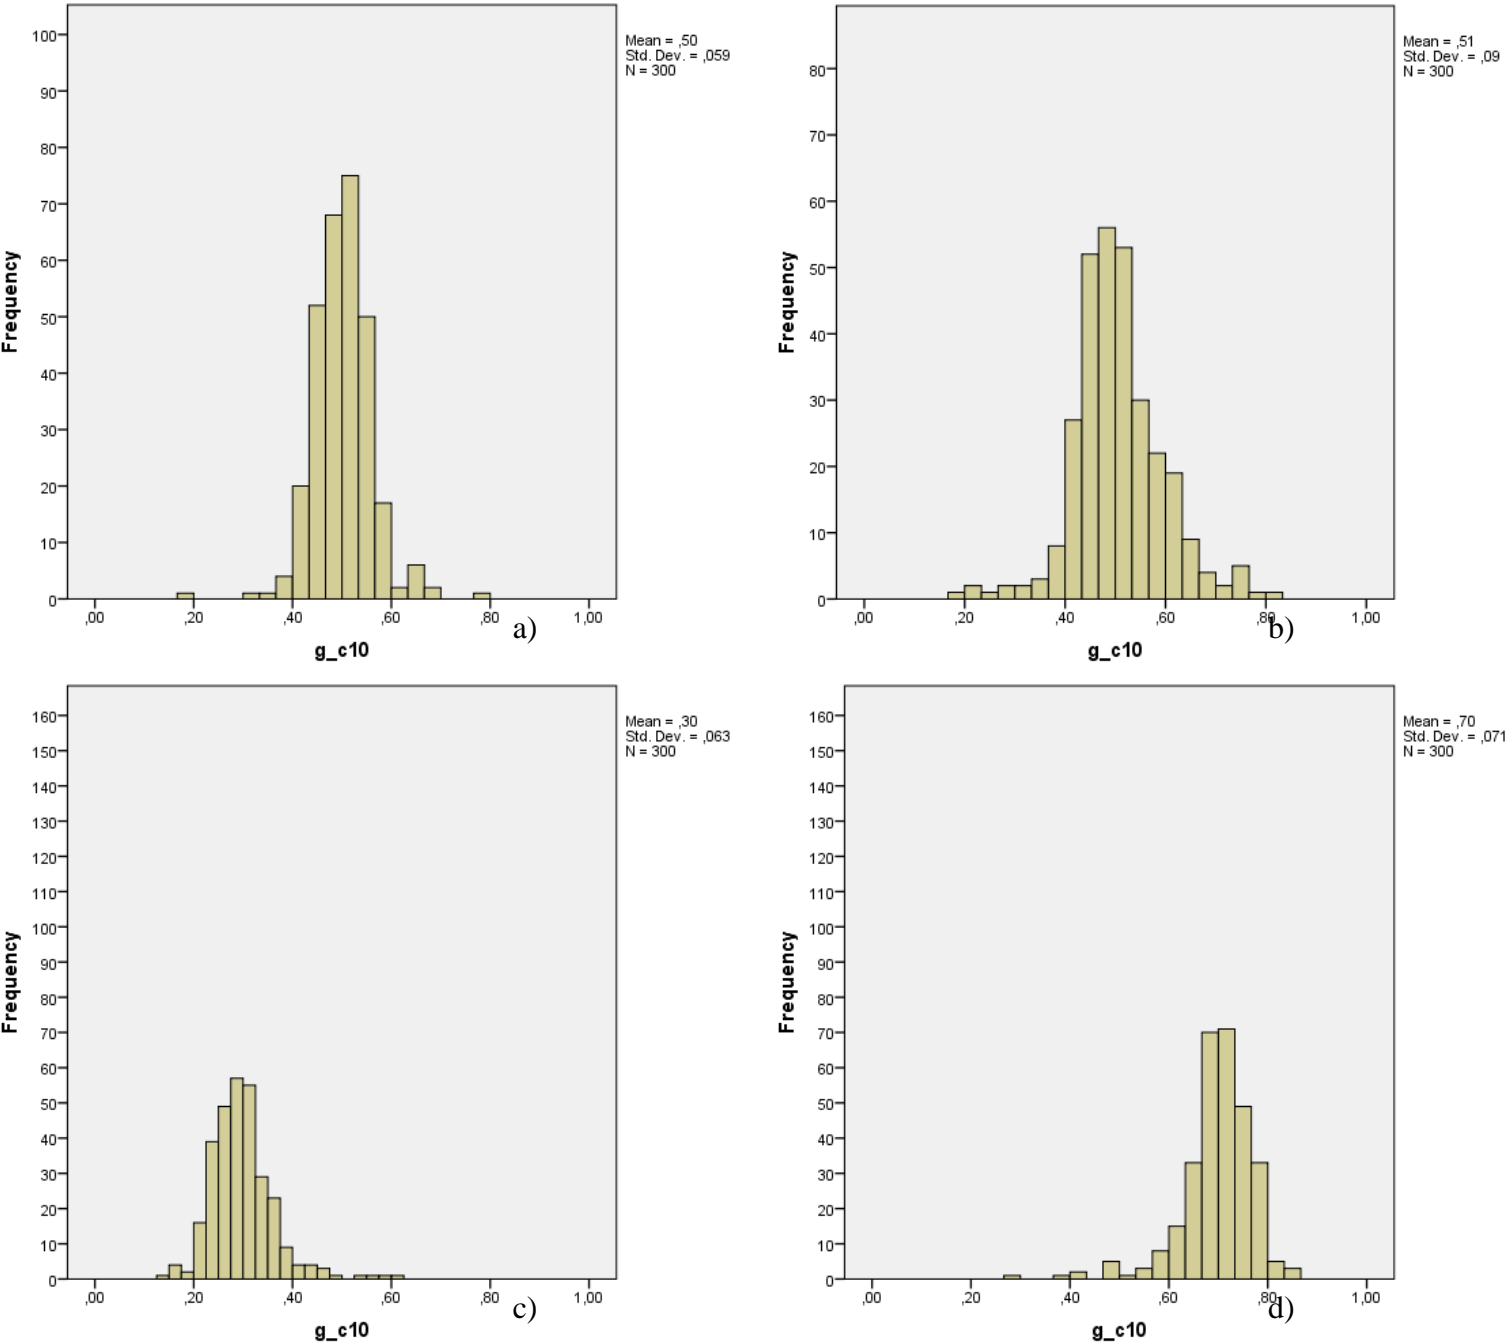 Mean = ,50
Std. Dev. = ,059
N = 300
Frequency
100
90
80
70
60
50
40
30
20
10
0
,00 ,20 ,40 ,60 ,80 1,00
a)
g_c10
Mean = ,51
Std. Dev. = ,09
N = 300
Frequency
80
70
60
50
40
30
20
10
0
,00 ,20 ,40 ,60 ,80 1,00
b)
g_c10
Mean = ,30
Std. Dev. = ,063
N = 300
Frequency
160
150
140
130
120
110
100
90
80
70
60
50
40
30
20
10
0
,00 ,20 ,40 ,60 ,80 1,00
c)
g_c10
Mean = ,70
Std. Dev. = ,071
N = 300
Frequency
160
150
140
130
120
110
100
90
80
70
60
50
40
30
20
10
0
,00 ,20 ,40 ,60 ,80 1,00
d)
g_c10